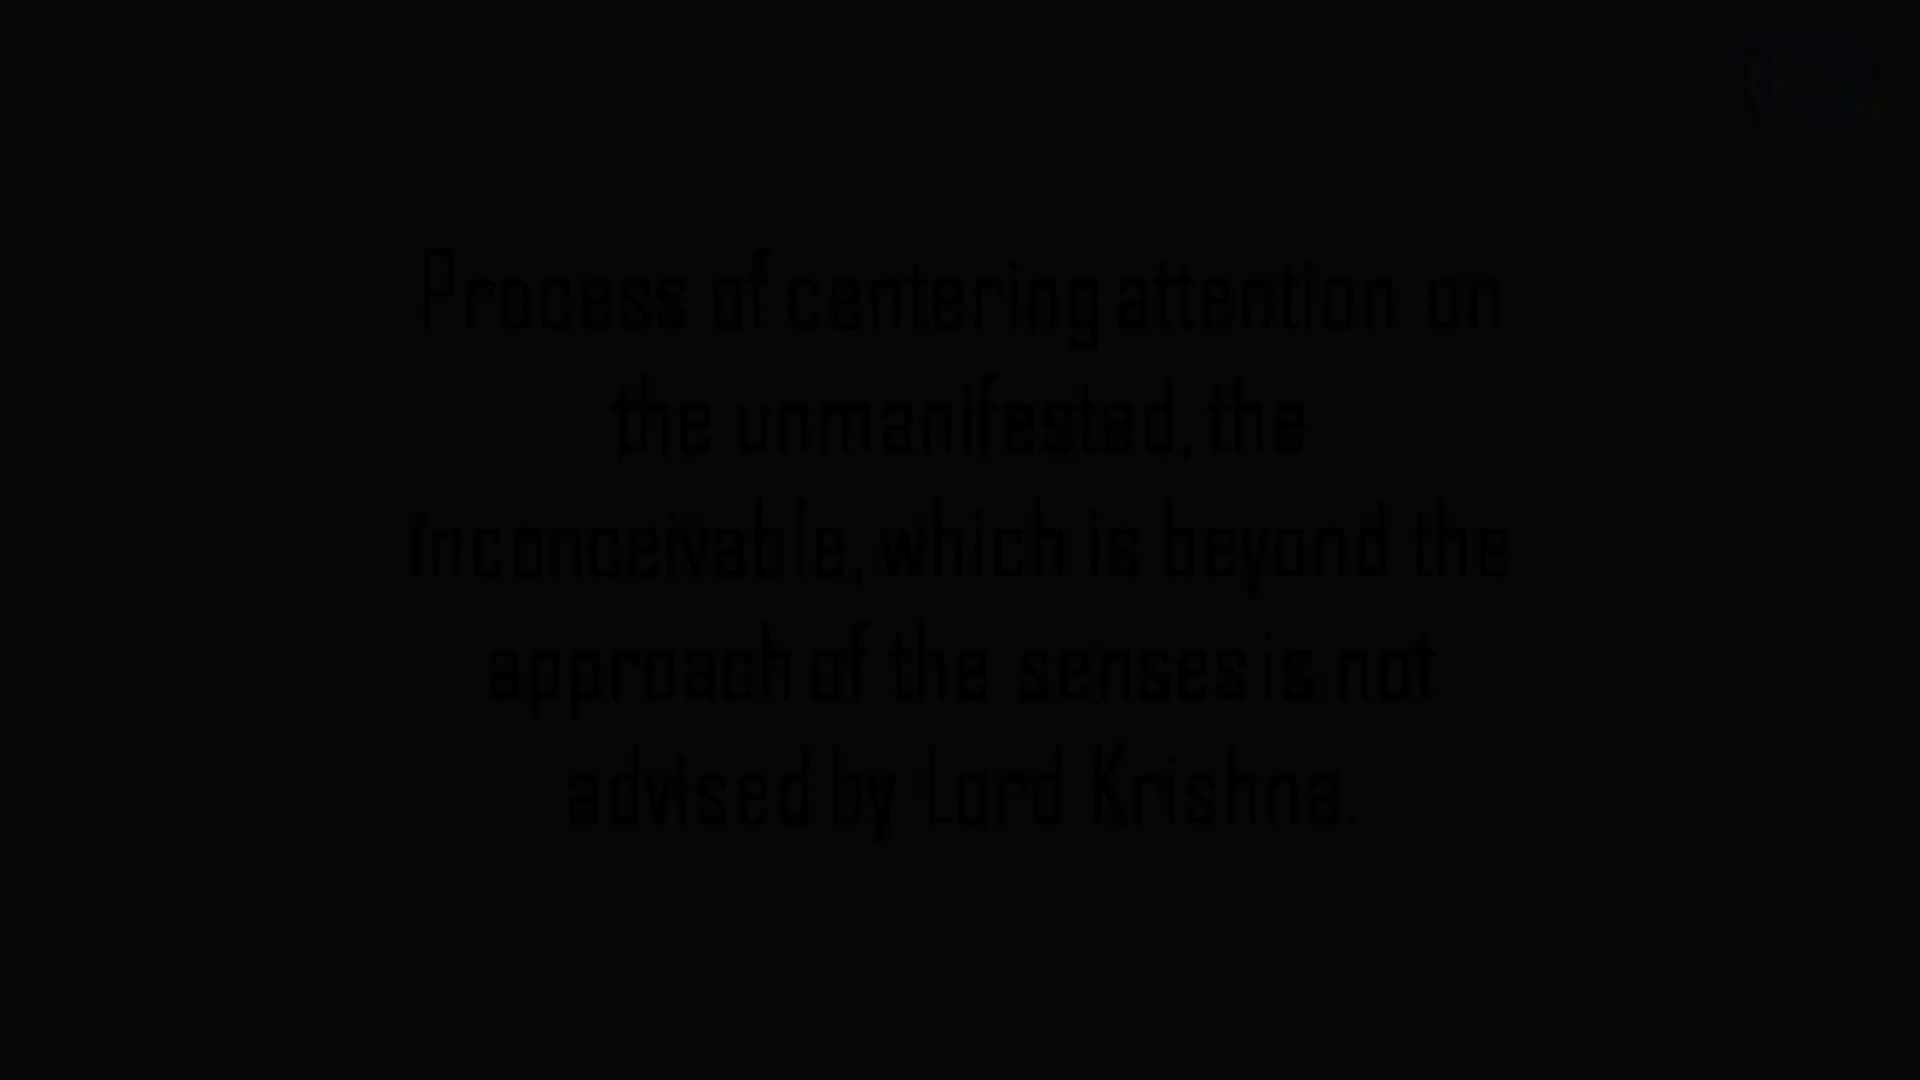 Process of centering attention on
the unmanifested, the
inconceivable, which is beyond the
approach of the senses is not
advised by Lord Krishna.